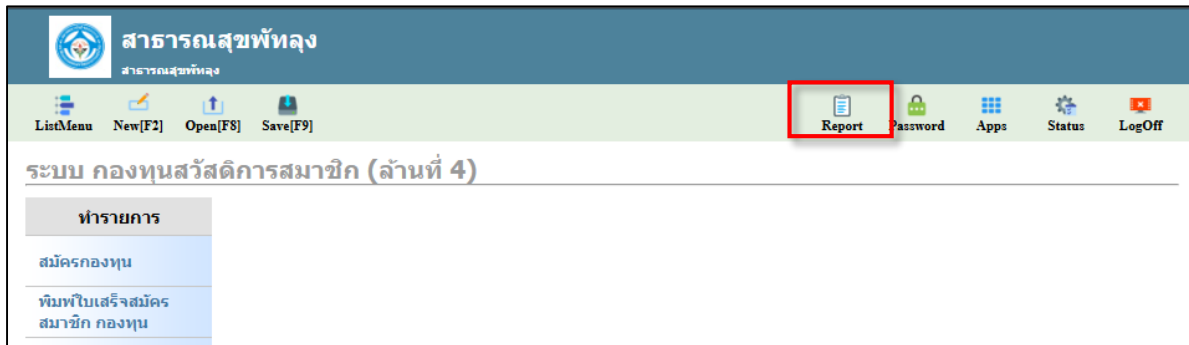 สาธารณสุขพัทลุง
สาธารณสุขพัทลุง
ListMenu New[F2] Open[F8] Save[F9] Report Password Apps Status LogOff
ระบบ กองทุนสวัสดิการสมาชิก (ล้านที่ 4)
ทำรายการ
สมัครกองทุน
พิมพ์ใบเสร็จสมัคร
สมาชิก กองทุน